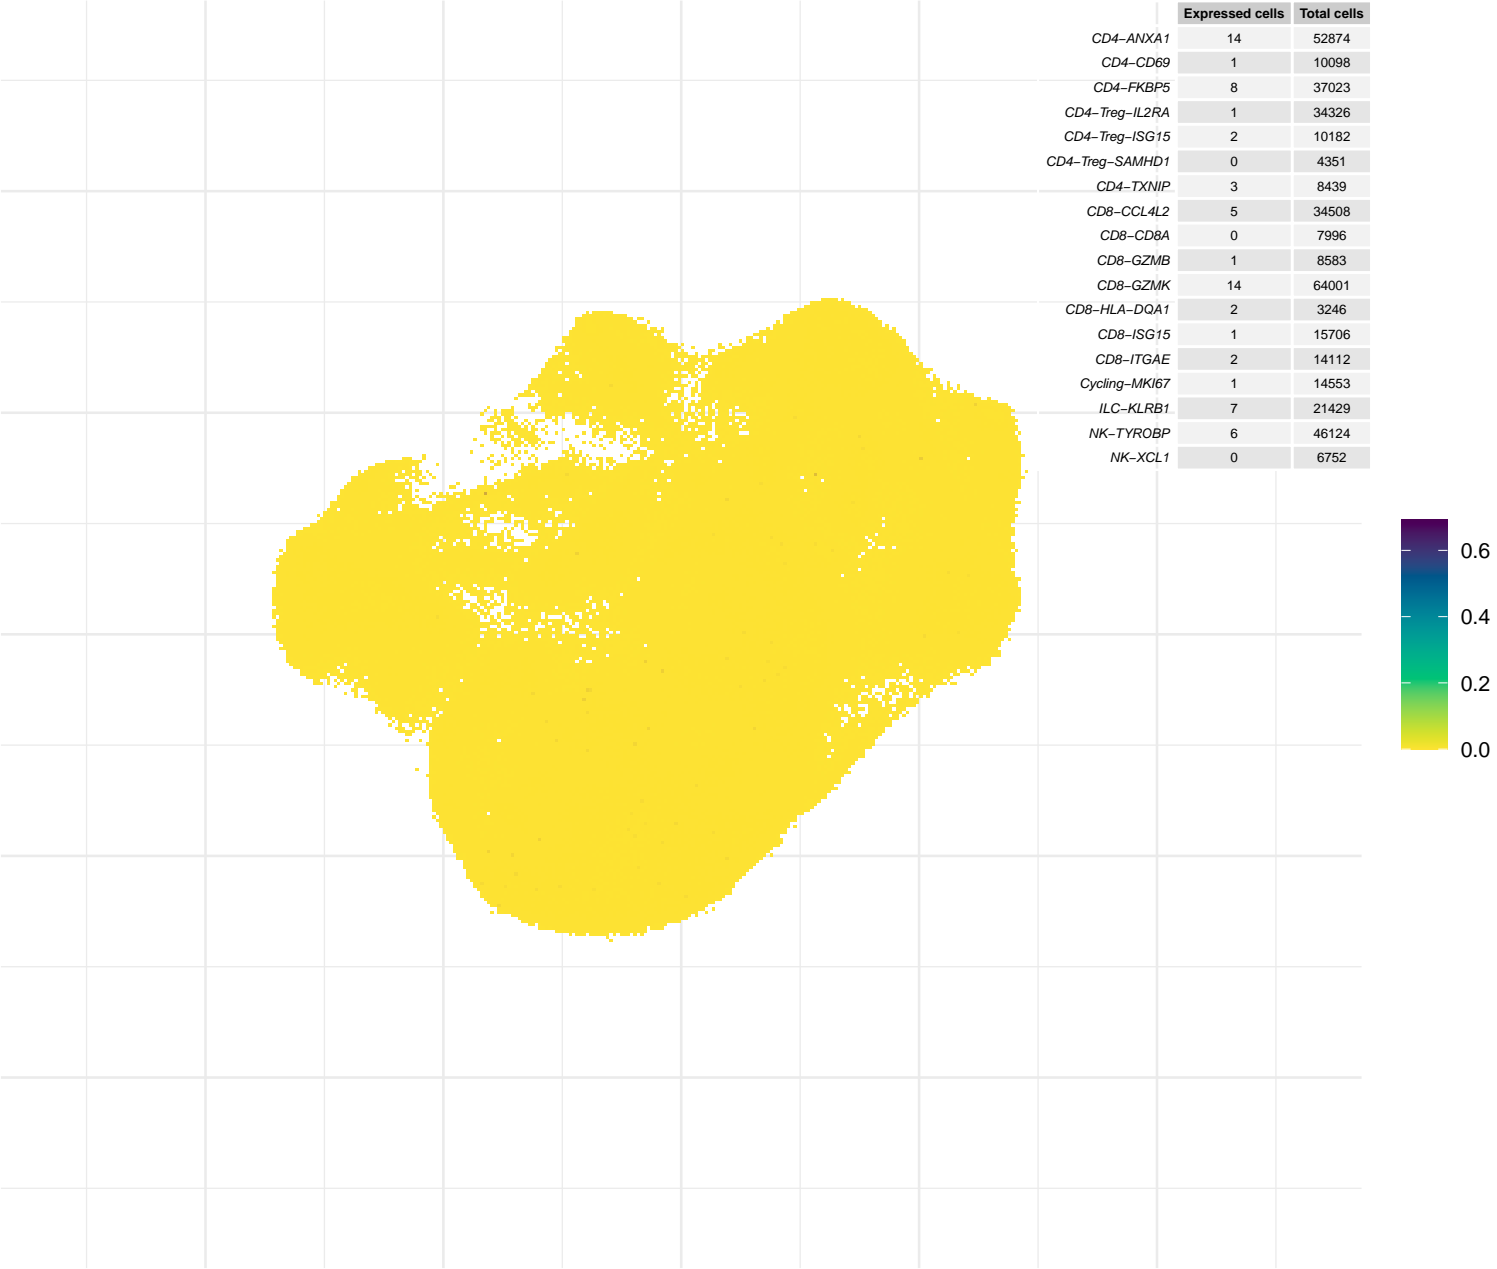 Expressed cells Total cells
CD4−ANXA1 14 52874
CD4−CD69 1 10098
CD4−FKBP5 8 37023
CD4−Treg−IL2RA 1 34326
CD4−Treg−ISG15 2 10182
CD4−Treg−SAMHD1 0 4351
CD4−TXNIP 3 8439
CD8−CCL4L2 5 34508
CD8−CD8A 0 7996
CD8−GZMB 1 8583
CD8−GZMK 14 64001
CD8−HLA−DQA1 2 3246
CD8−ISG15 1 15706
CD8−ITGAE 2 14112
Cycling−MKI67 1 14553
ILC−KLRB1 7 21429
NK−TYROBP 6 46124
NK−XCL1 0 6752
0.6
0.4
0.2
0.0